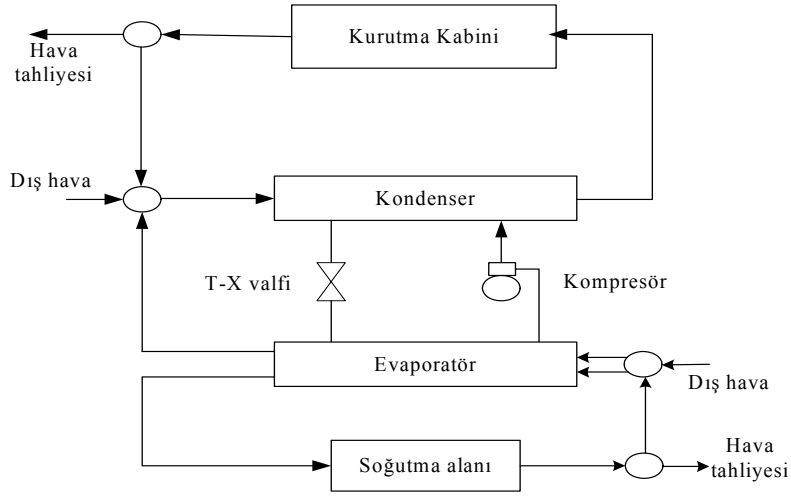 Kurutma Kabini
Hava
tahliyesi
Dış hava
Kondenser
T-X valfi
Kompresör
Evaporatör
Dış hava
Soğutma alanı
Hava
tahliyesi